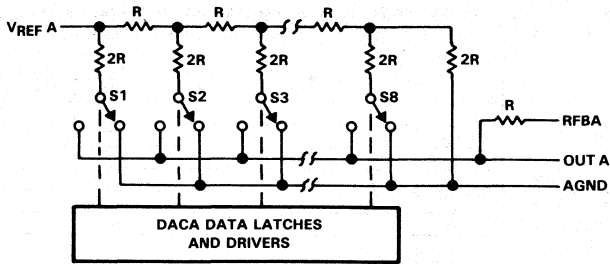 R R R
VREF A
2R 2R 2R 2R 2R
S1 S2 S3 S8
R RFBA
OUT A
AGND
DACA DATA LATCHES
AND DRIVERS